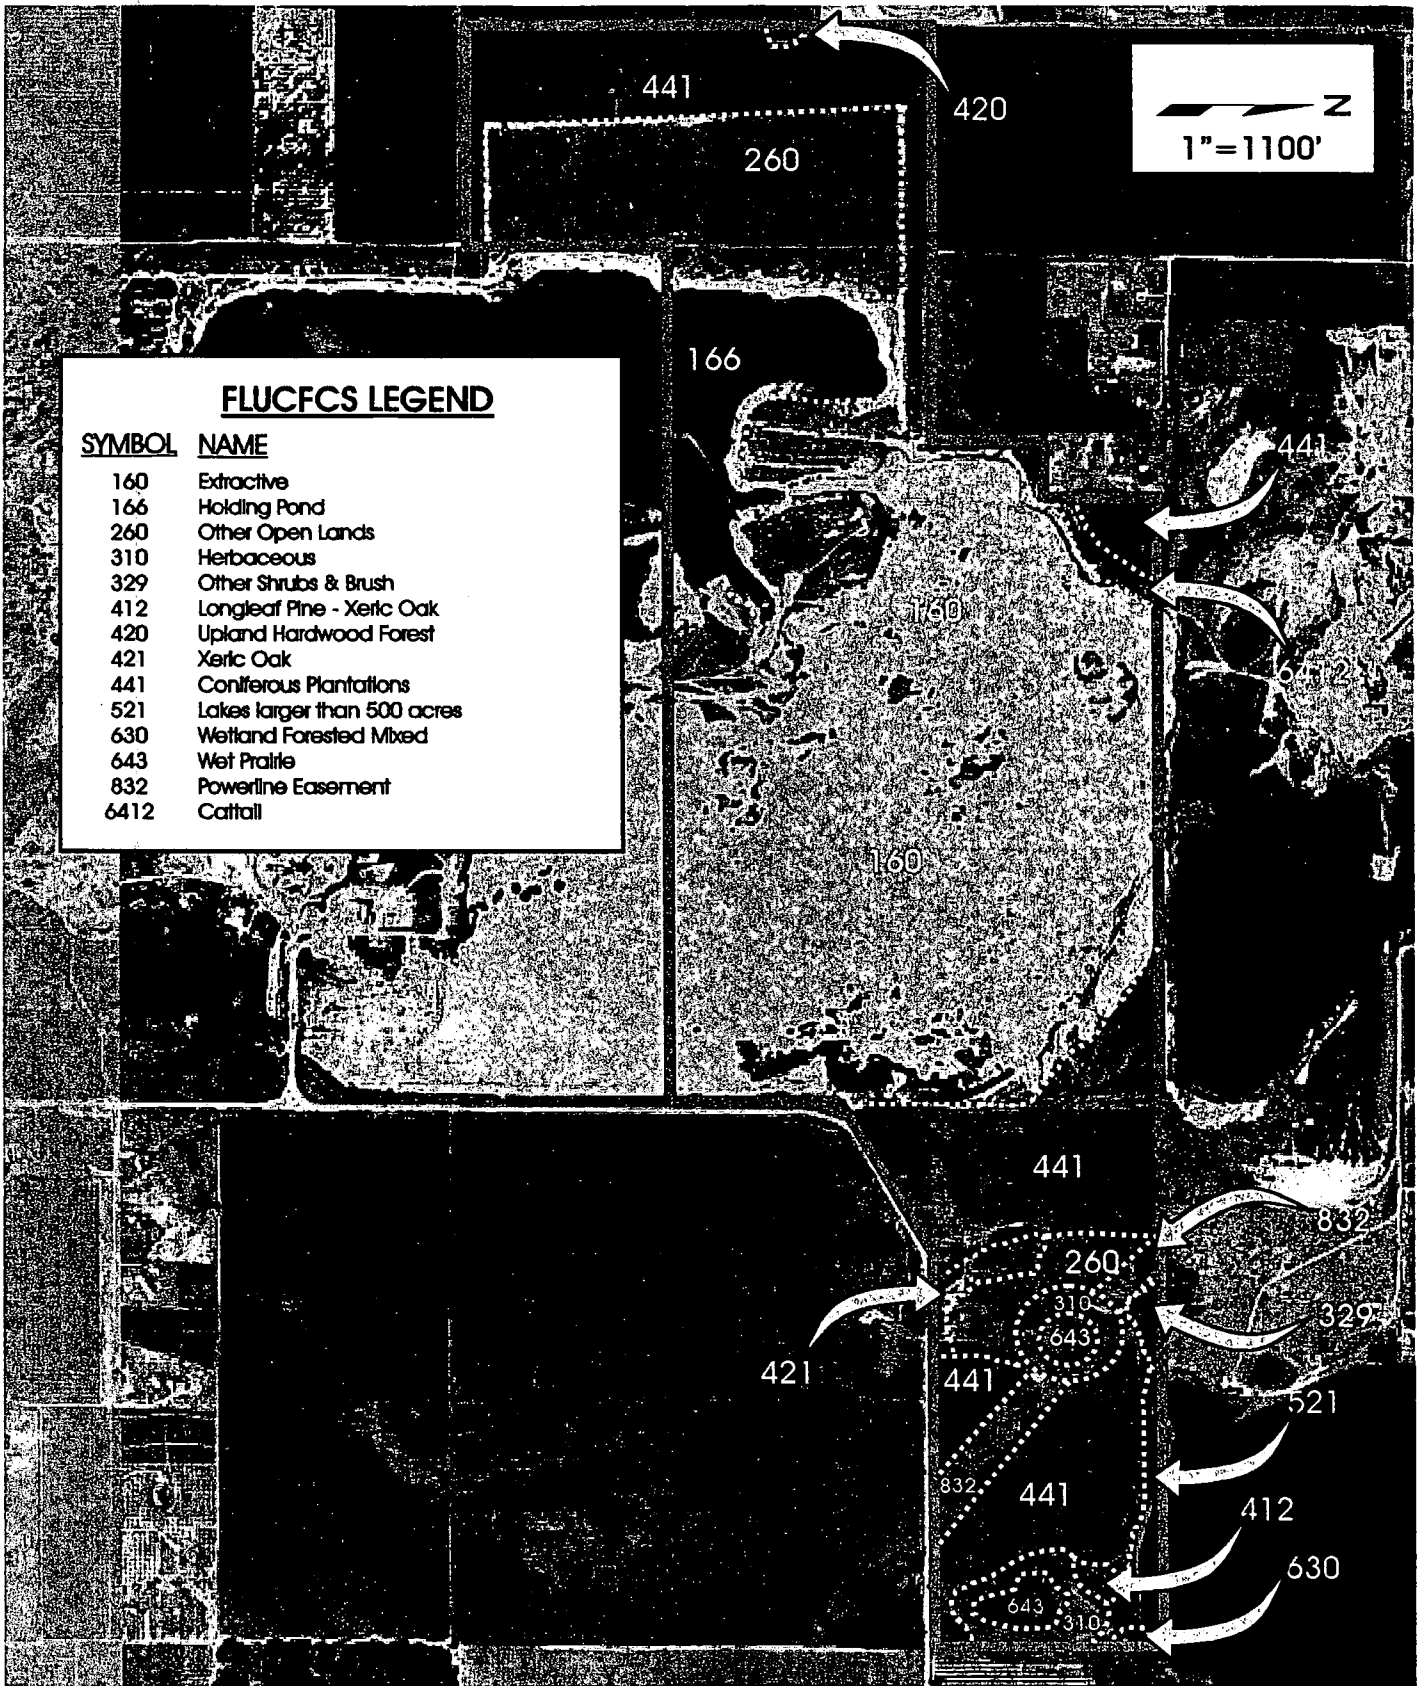 441
420
Z
1"=1100'
260
166
FLUCFCS LEGEND
SYMBOL NAME
160 Extractive
166 Holding Pond
260 Other Open Lands
310 Herbaceous
329 Other Shrubs & Brush
412 Longleaf Pine - Xeric Oak
420 Upland Hardwood Forest
421 Xeric Oak
441 Coniferous Plantations
521 Lakes larger than 500 acres
630 Wetland Forested Mixed
643 Wet Prairie
832 Powerline Easement
6412 Cattail
441
160
6412
160
441
832
260
310
329
643
421
441
521
832
441
412
630
643
310